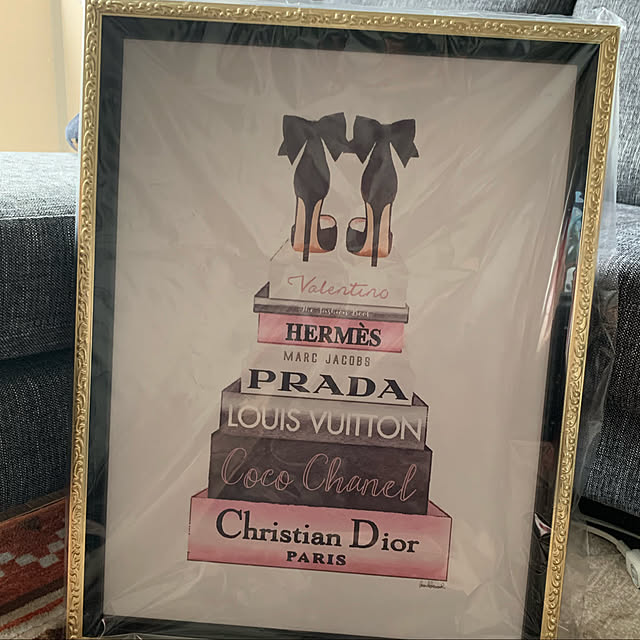 Valentino
HERMÈS
MARC JACOBS
PRADA
LOUIS VUITTON
Coco Chanel
Christian Dior
PARIS